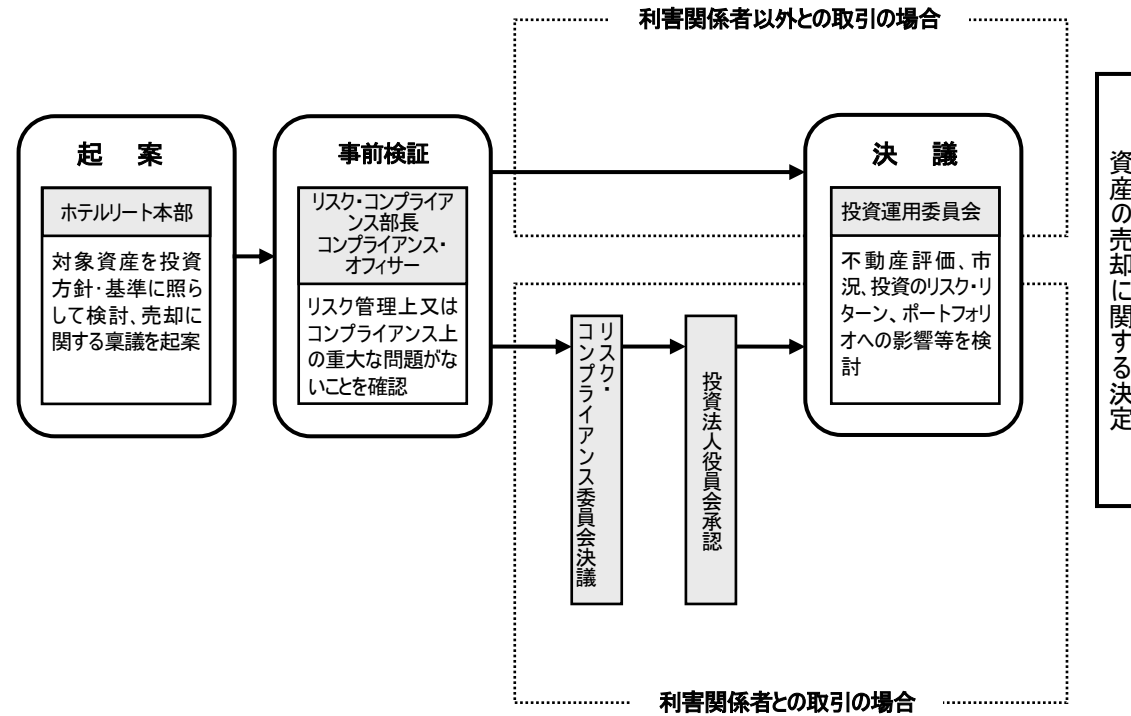 利害関係者以外との取引の場合
起　案
ホテルリート本部
対象資産を投資
方針・基準に照ら
して検討、売却に
関する稟議を起案
事前検証
リスク・コンプライア
ンス部長
コンプライアンス・
オフィサー
リスク管理上又は
コンプライアンス上
の重大な問題がな
いことを確認
リスク・
コンプライアンス委員会決議
投資法人役員会承認
決　議
投資運用委員会
不動産評価、市
況、投資のリスク・リ
ターン、ポートフォリ
オへの影響等を検
討
資産の売却に関する決定
利害関係者との取引の場合